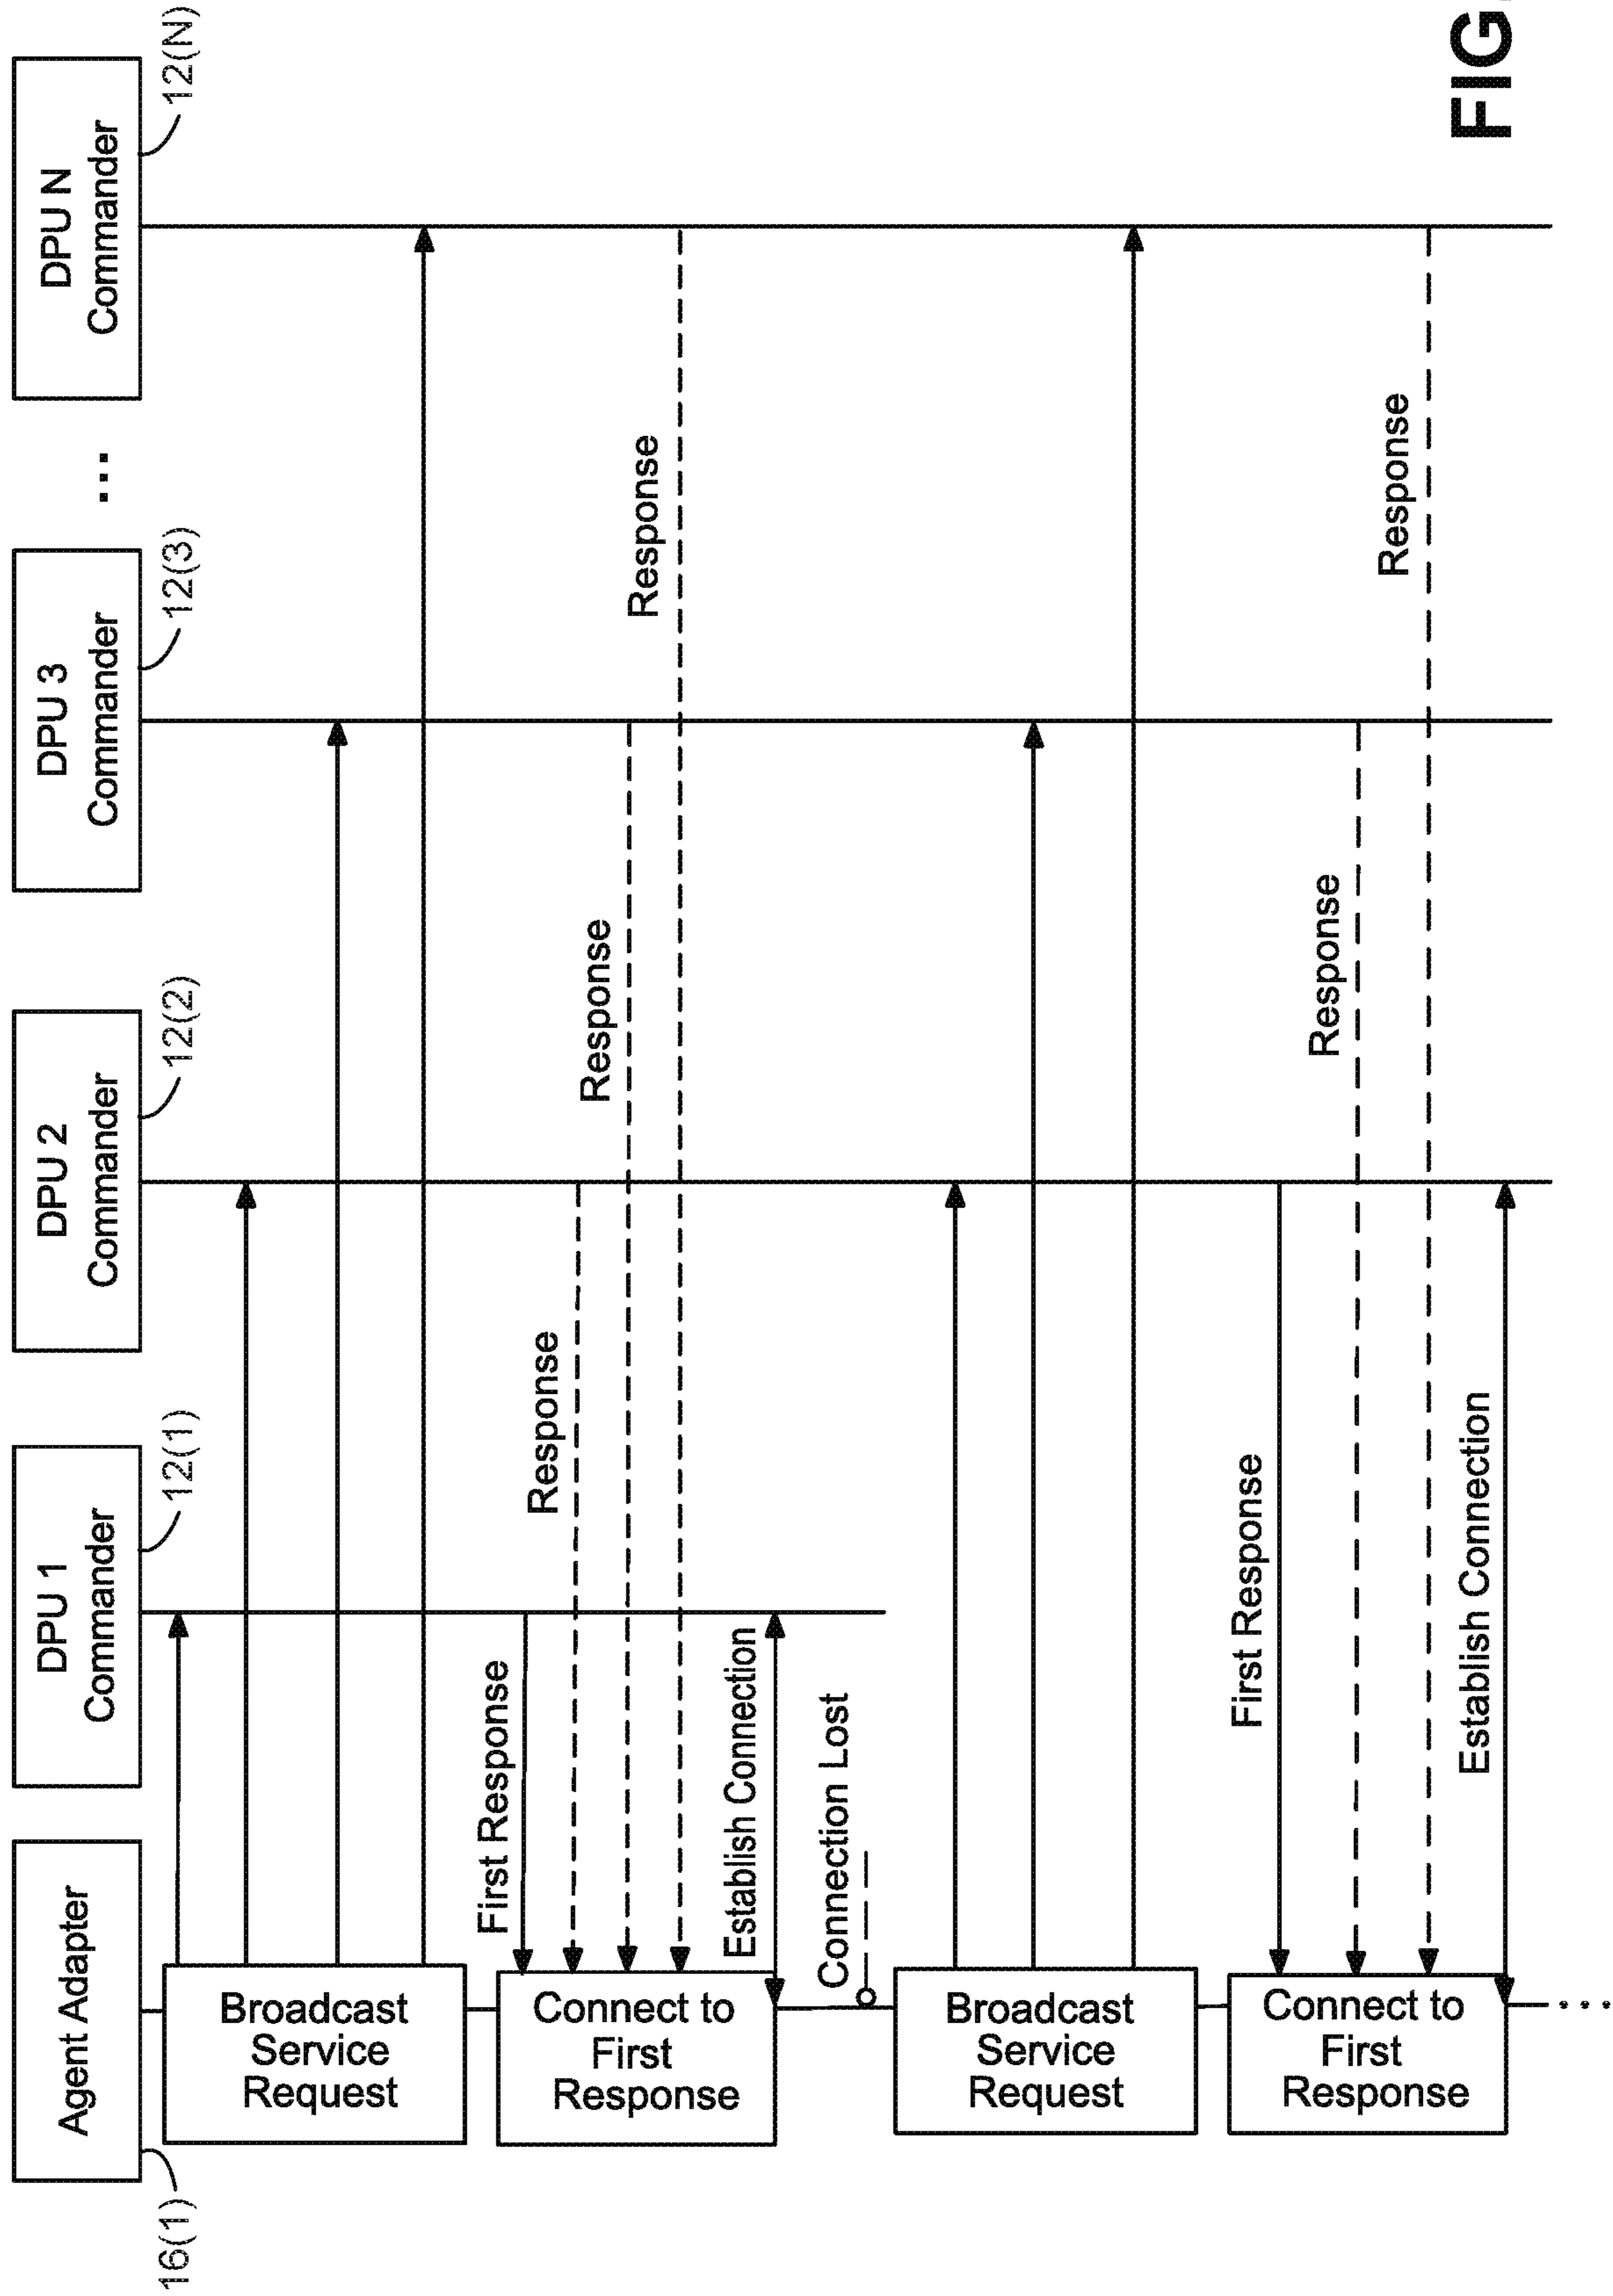 Agent Adapter
16(1)
DPU 1
Commander
12(1)
DPU 2
Commander
12(2)
DPU 3
Commander
12(3)
...
DPU N
Commander
12(N)
Broadcast
Service
Request
First Response
Response
Response
Response
Connect to
First
Response
Establish Connection
Connection Lost
Broadcast
Service
Request
First Response
Response
Response
Connect to
First
Response
Establish Connection
...
FIG